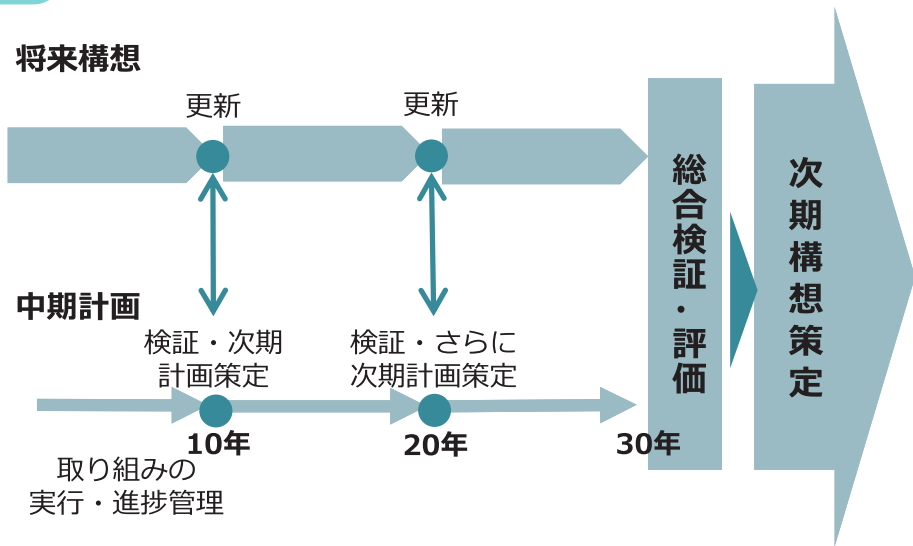 将来構想
更新
更新
中期計画
検証・次期
計画策定
検証・さらに
次期計画策定
10年
20年
30年
取り組みの
実行・進捗管理
総合検証・評価
次期構想策定